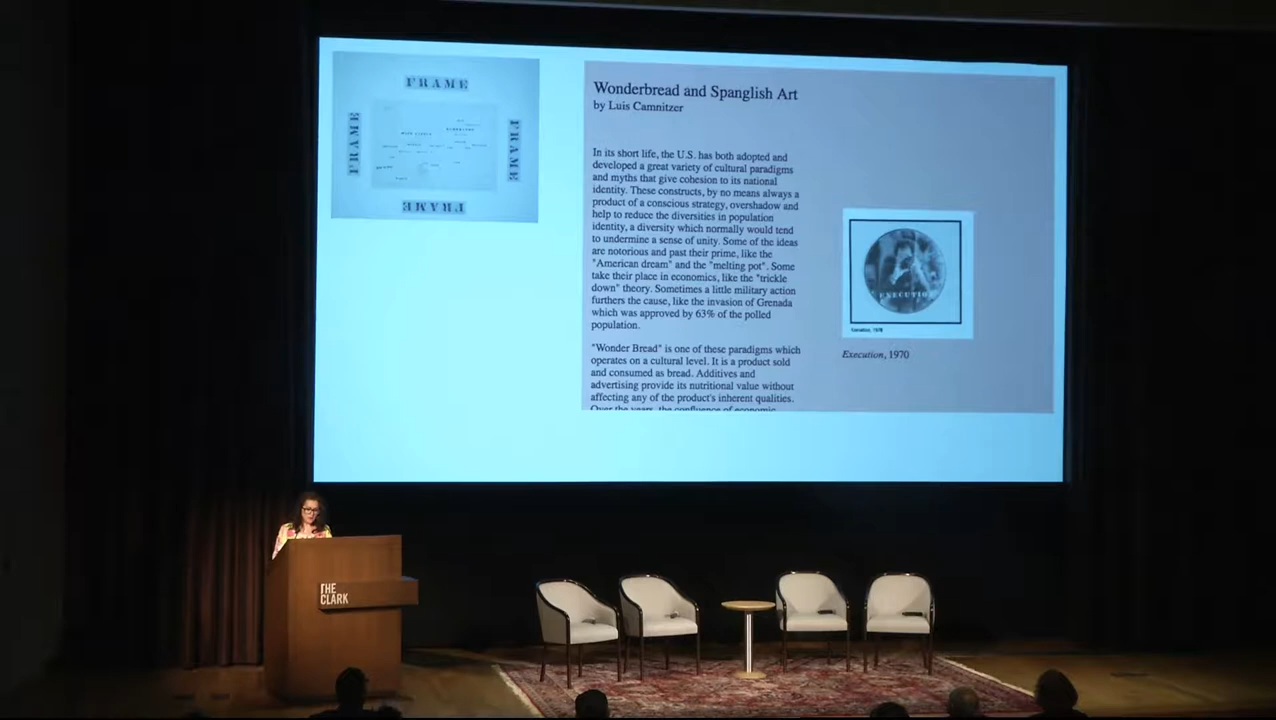 FRAME
FRAME
FRAME
FRAME
Wonderbread and Spanglish Art
by Luis Camnitzer
In its short life, the U.S. has both adopted and
developed a great variety of cultural paradigms
and myths that give cohesion to its national
identity. These constructs, by no means always a
product of a conscious strategy, overshadow and
help to reduce the diversities in population
identity, a diversity which normally would tend
to undermine a sense of unity. Some of the ideas
are notorious and past their prime, like the
"American dream" and the "melting pot". Some
take their place in economics, like the "trickle
down" theory. Sometimes a little military action
furthers the cause, like the invasion of Grenada
which was approved by 63% of the polled
population.
"Wonder Bread" is one of these paradigms which
operates on a cultural level. It is a product sold
and consumed as bread. Additives and
advertising provide its nutritional value without
affecting any of the product's inherent qualities.
Over the years, the confluence of economic
EXECUTION
Execution, 1970
THE
CLARK